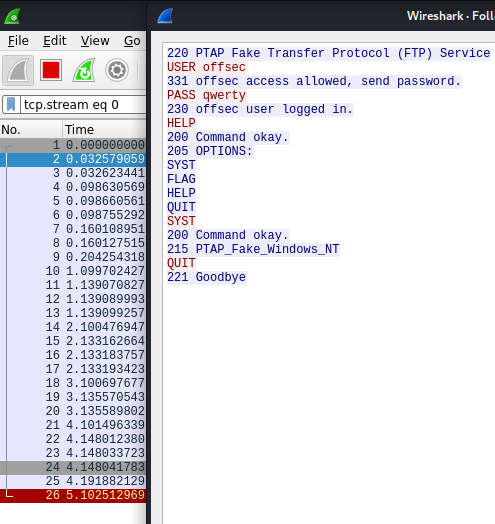 Wireshark · Foll
File Edit View Go
tcp.stream eq 0
No. Time
1 0.000000000
2 0.032579059
3 0.032623441
4 0.098630569
5 0.098660561
6 0.098755292
7 0.160108951
8 0.160127515
9 0.204254318
10 1.099702427
11 1.139070827
12 1.139089993
13 1.139099257
14 2.100476947
15 2.133162664
16 2.133183757
17 2.133193423
18 3.100697677
19 3.135570543
20 3.135589802
21 4.101496339
22 4.148012380
23 4.148033723
24 4.148041783
25 4.191882129
26 5.102512969
220 PTAP Fake Transfer Protocol (FTP) Service
USER offsec
331 offsec access allowed, send password.
PASS qwerty
230 offsec user logged in.
HELP
200 Command okay.
205 OPTIONS:
SYST
FLAG
HELP
QUIT
SYST
200 Command okay.
215 PTAP_Fake_Windows_NT
QUIT
221 Goodbye